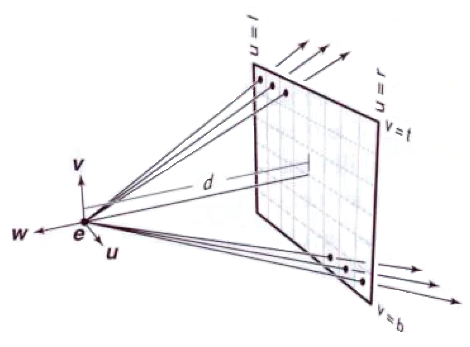 u = l
u = r
v = t
v
d
w
e
u
v = b